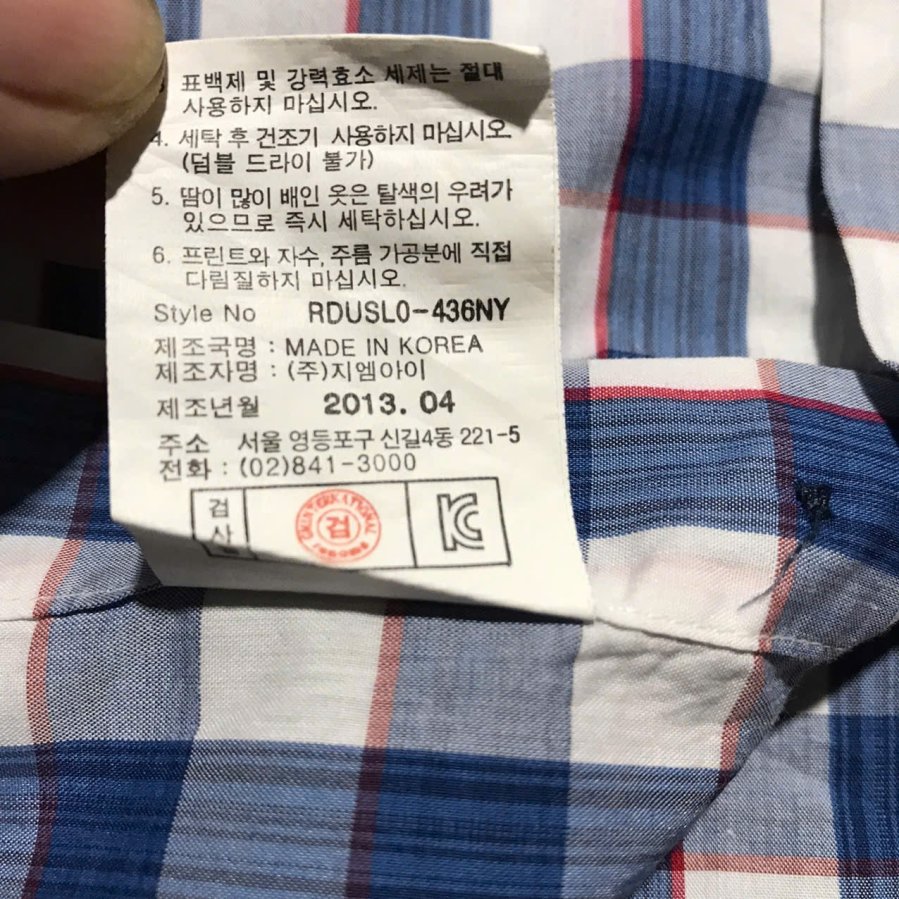 표백제 및 강력효소 세제는 절대
사용하지 마십시오.
4. 세탁 후 건조기 사용하지 마십시오
(덤블 드라이 불가)
5. 땀이 많이 배인 옷은 탈색의 우려가
있으므로 즉시 세탁하십시오.
6. 프린트와 자수, 주름 가공분에 직접
다림질하지 마십시오.
Style No RDUSL0-436NY
제조국명 : MADE IN KOREA
제조자명 : (주)지엠아이
제조년월 2013. 04
주소 서울 영등포구 신길4동 221-5
전화 : (02)841-3000
검
사
검